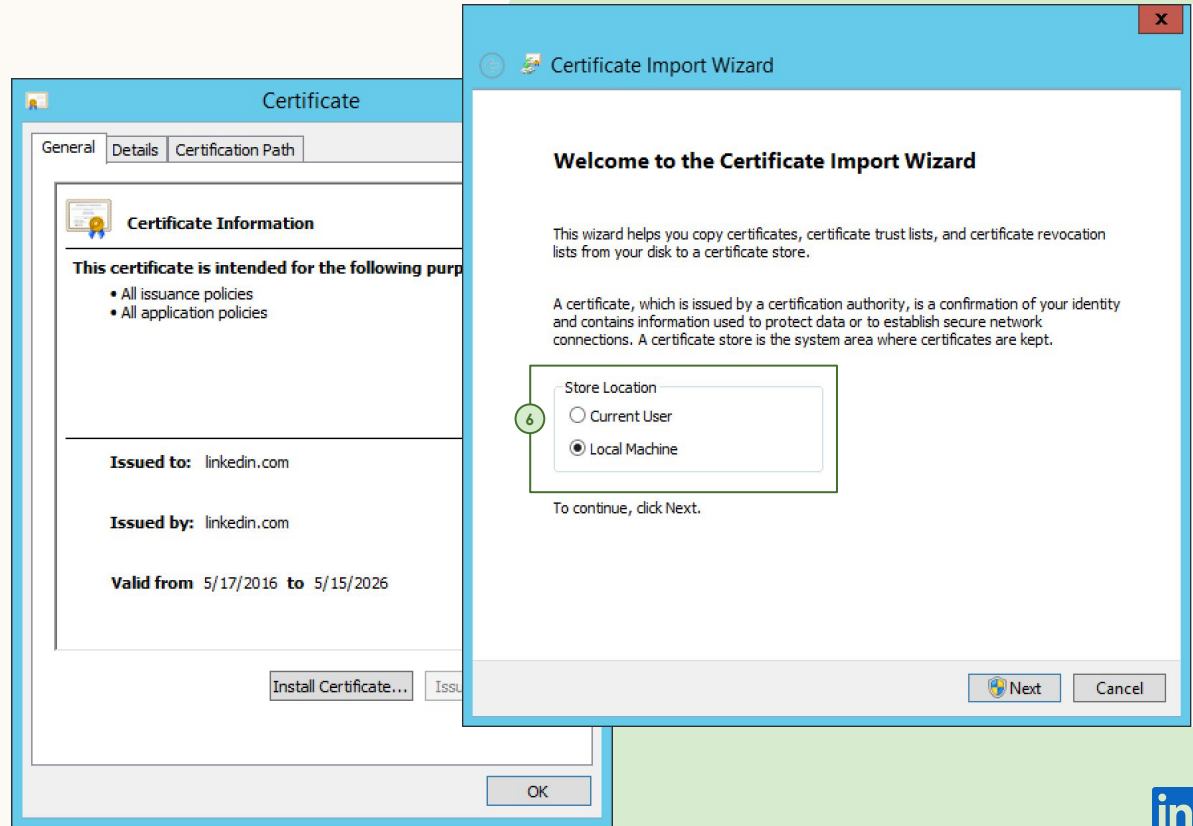 Certificate
General
Details
Certification Path
Certificate Information
This certificate is intended for the following purp
• All issuance policies
• All application policies
Issued to: linkedin.com
Issued by: linkedin.com
Valid from 5/17/2016 to 5/15/2026
Install Certificate...
Issu
OK
x
Certificate Import Wizard
Welcome to the Certificate Import Wizard
This wizard helps you copy certificates, certificate trust lists, and certificate revocation
lists from your disk to a certificate store.
A certificate, which is issued by a certification authority, is a confirmation of your identity
and contains information used to protect data or to establish secure network
connections. A certificate store is the system area where certificates are kept.
6
Store Location
Current User
Local Machine
To continue, click Next.
Next
Cancel
in